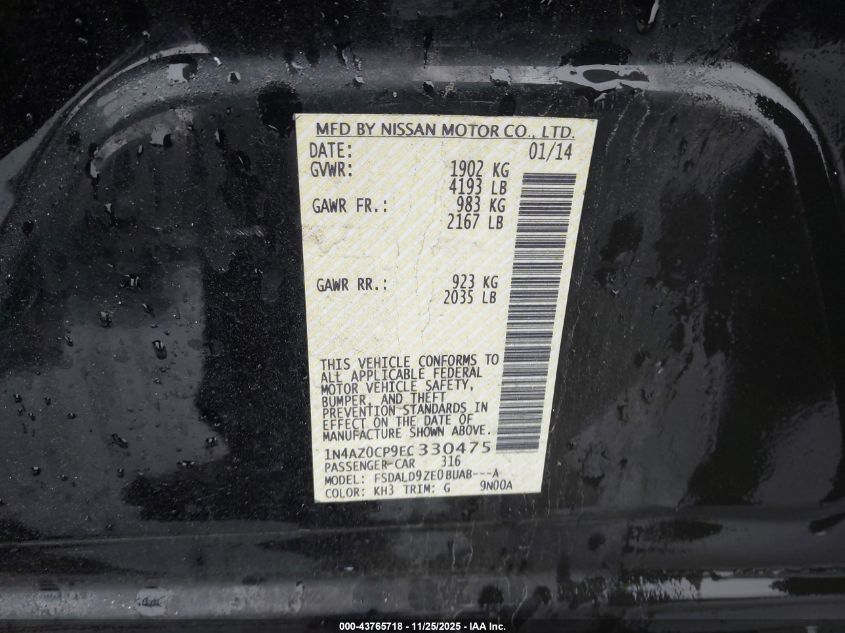 MFD BY NISSAN MOTOR CO., LTD.
DATE: 01/14
GVWR: 1902 KG
4193 LB
GAWR FR.: 983 KG
2167 LB
GAWR RR.: 923 KG
2035 LB
THIS VEHICLE CONFORMS TO
ALL APPLICABLE FEDERAL
MOTOR VEHICLE SAFETY,
BUMPER, AND THEFT
PREVENTION STANDARDS IN
EFFECT ON THE DATE OF
MANUFACTURE SHOWN ABOVE.
1N4AZ0CP9EC330475
PASSENGER-CAR 316
MODEL: FSDALD9ZE0BUAB---A
COLOR: KH3 TRIM: G 9N00A
000-43765718 - 11/25/2025 - IAA Inc.